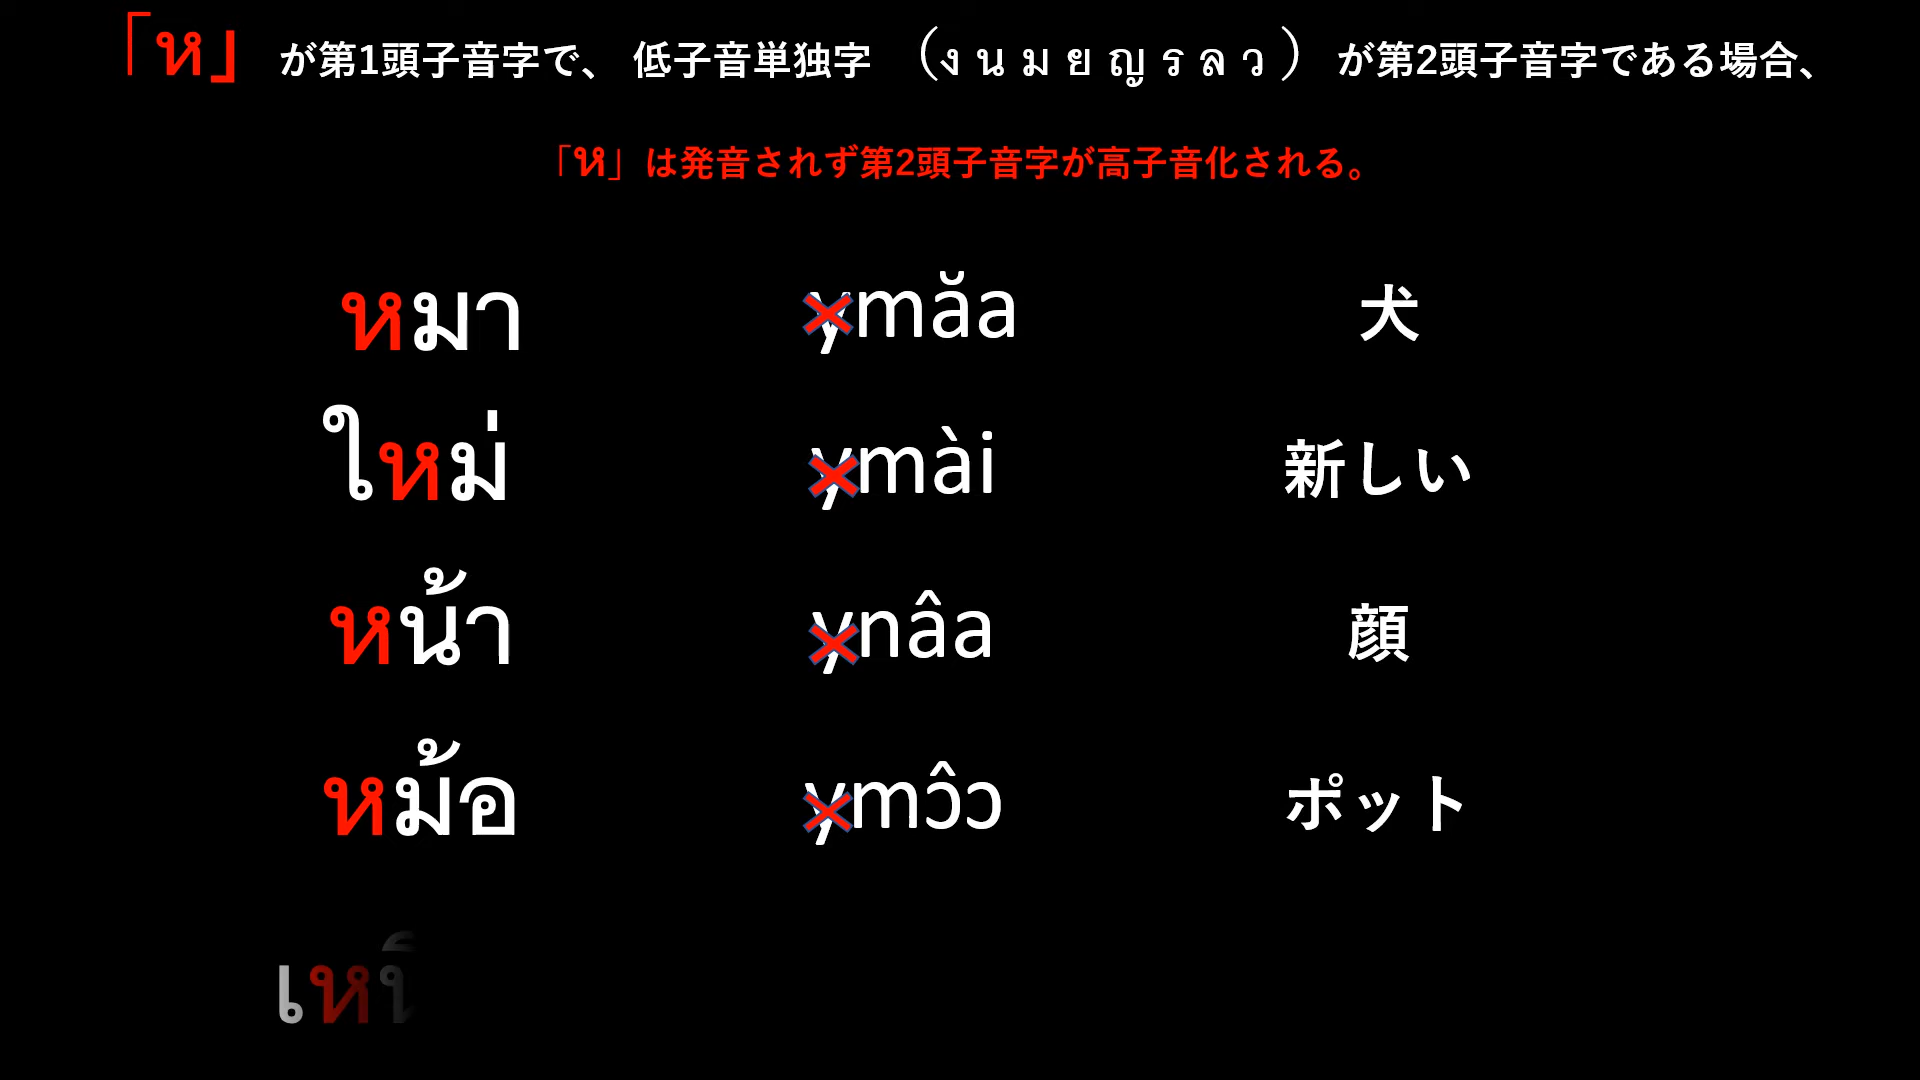 「ห」 が第1頭子音字で、 低子音単独字 （ง น ม ย ญ ร ล ว） が第2頭子音字である場合、
「ห」は発音されず第2頭子音字が高子音化される。
หมา ymăa 犬
ใหม่ ymài 新しい
หน้า ynâa 顔
หม้อ ymɔ̂ɔ ポット